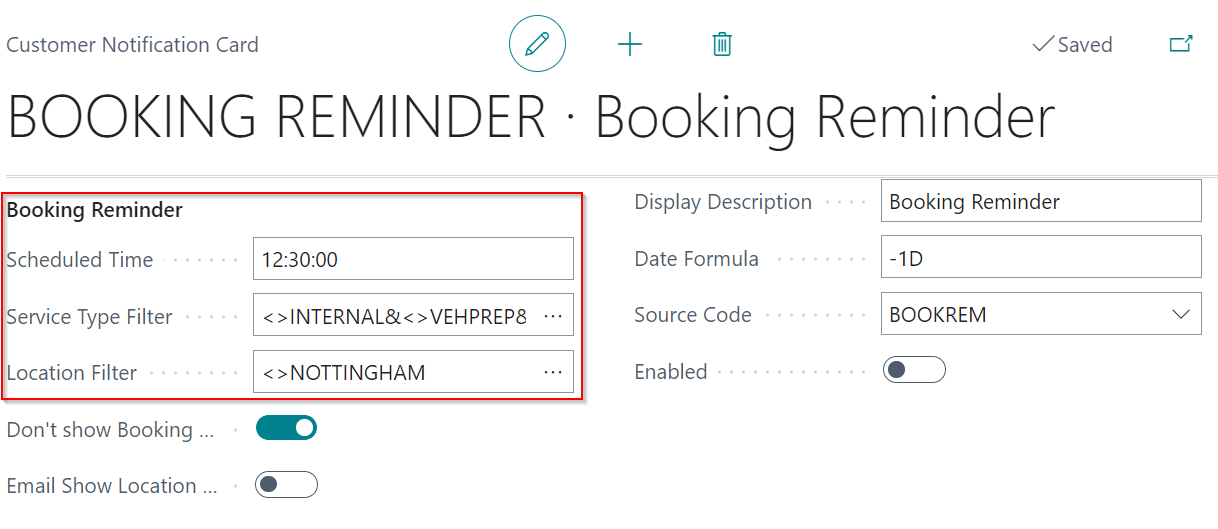 Customer Notification Card
Saved
BOOKING REMINDER · Booking Reminder
Booking Reminder
Scheduled Time
12:30:00
Service Type Filter
<>INTERNAL&<>VEHPREP&
Location Filter
<>NOTTINGHAM
Don't show Booking ...
Email Show Location ...
Display Description
Booking Reminder
Date Formula
-1D
Source Code
BOOKREM
Enabled